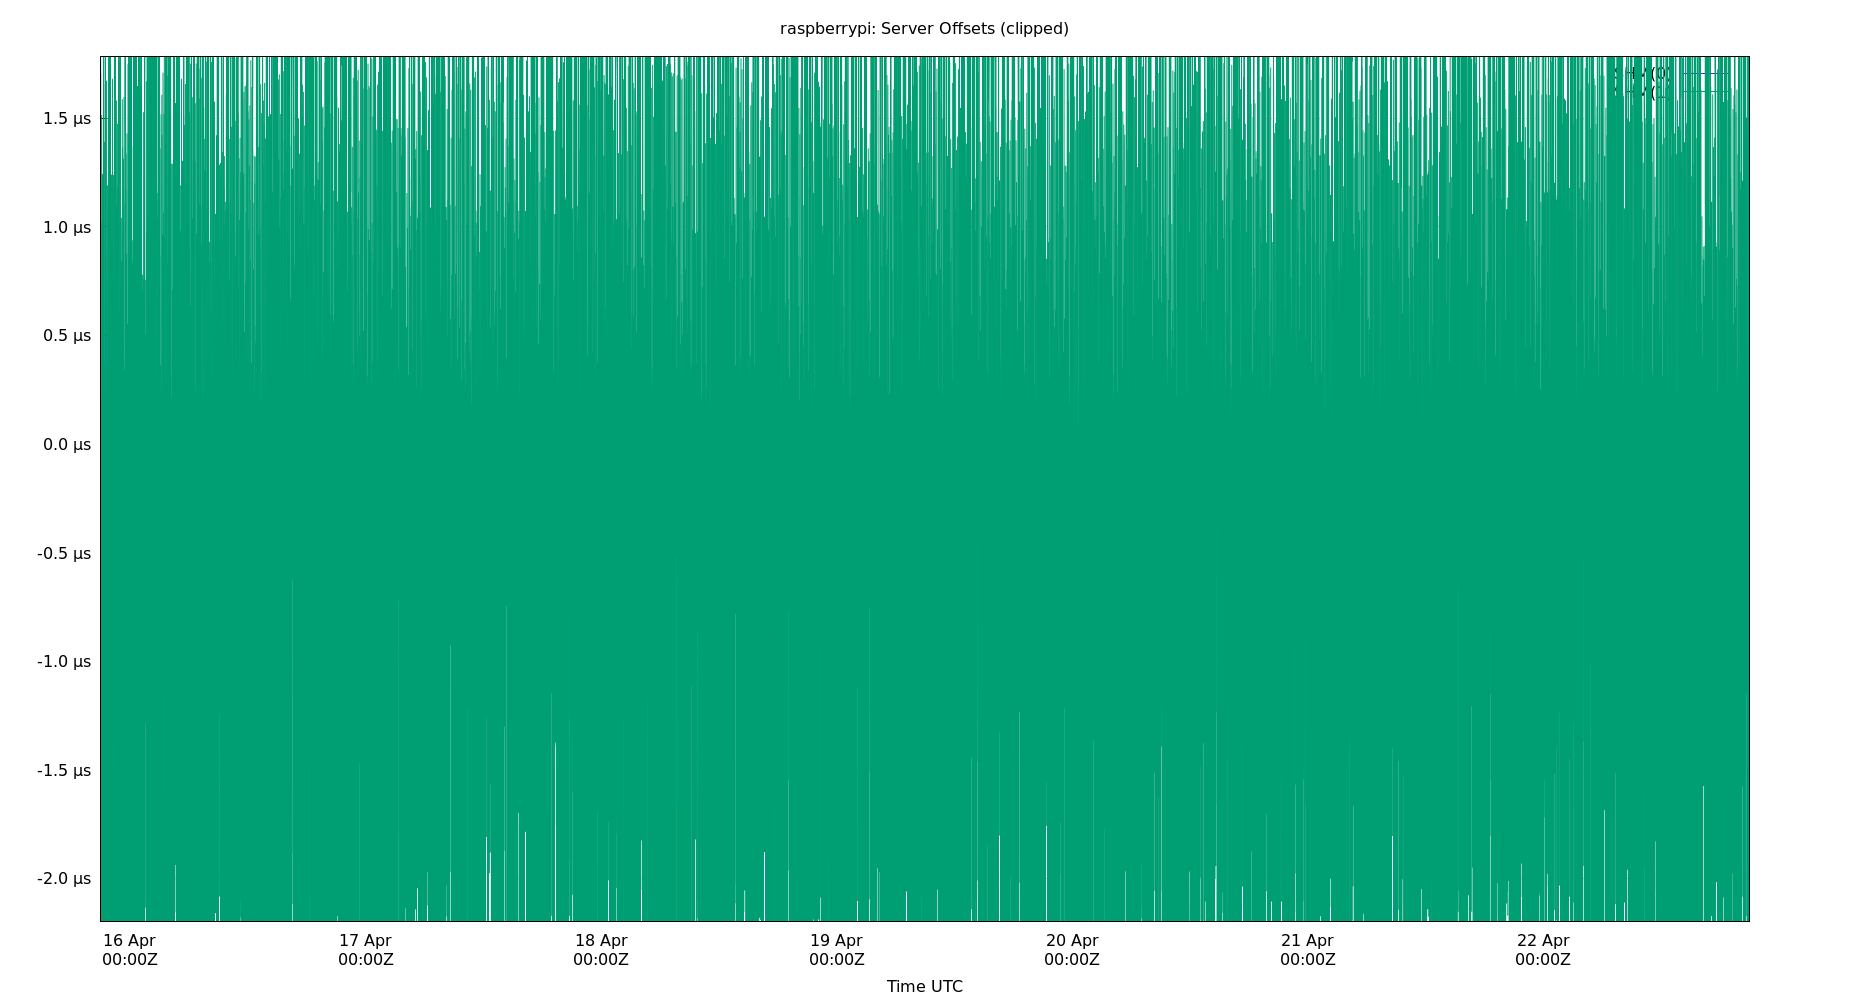 raspberrypi: Server Offsets (clipped)
1.5 µs
1.0 µs
0.5 µs
0.0 µs
-0.5 µs
-1.0 µs
-1.5 µs
-2.0 µs
16 Apr
00:00Z
17 Apr
00:00Z
18 Apr
00:00Z
19 Apr
00:00Z
20 Apr
00:00Z
21 Apr
00:00Z
22 Apr
00:00Z
Time UTC